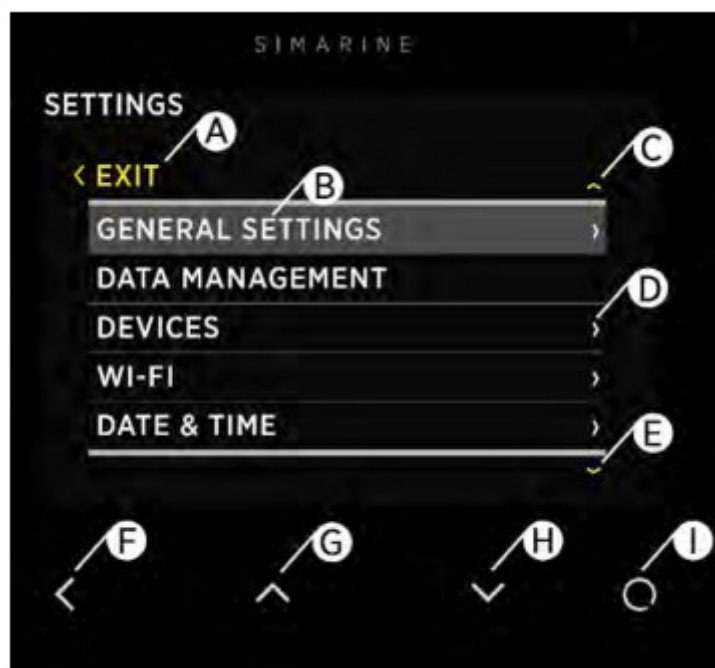 SIMARINE
SETTINGS
A
< EXIT
C
B
GENERAL SETTINGS
DATA MANAGEMENT
D
DEVICES
WI-FI
DATE & TIME
E
F
G
H
I